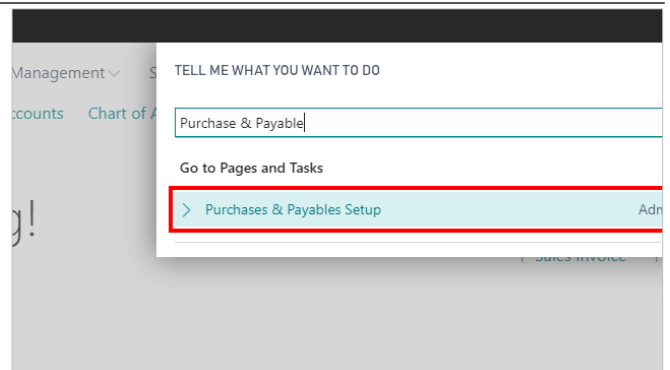 Management
S
TELL ME WHAT YOU WANT TO DO
ccounts Chart of A
Purchase & Payable
Go to Pages and Tasks
Purchases & Payables Setup Adm
g!
Sales Invoice